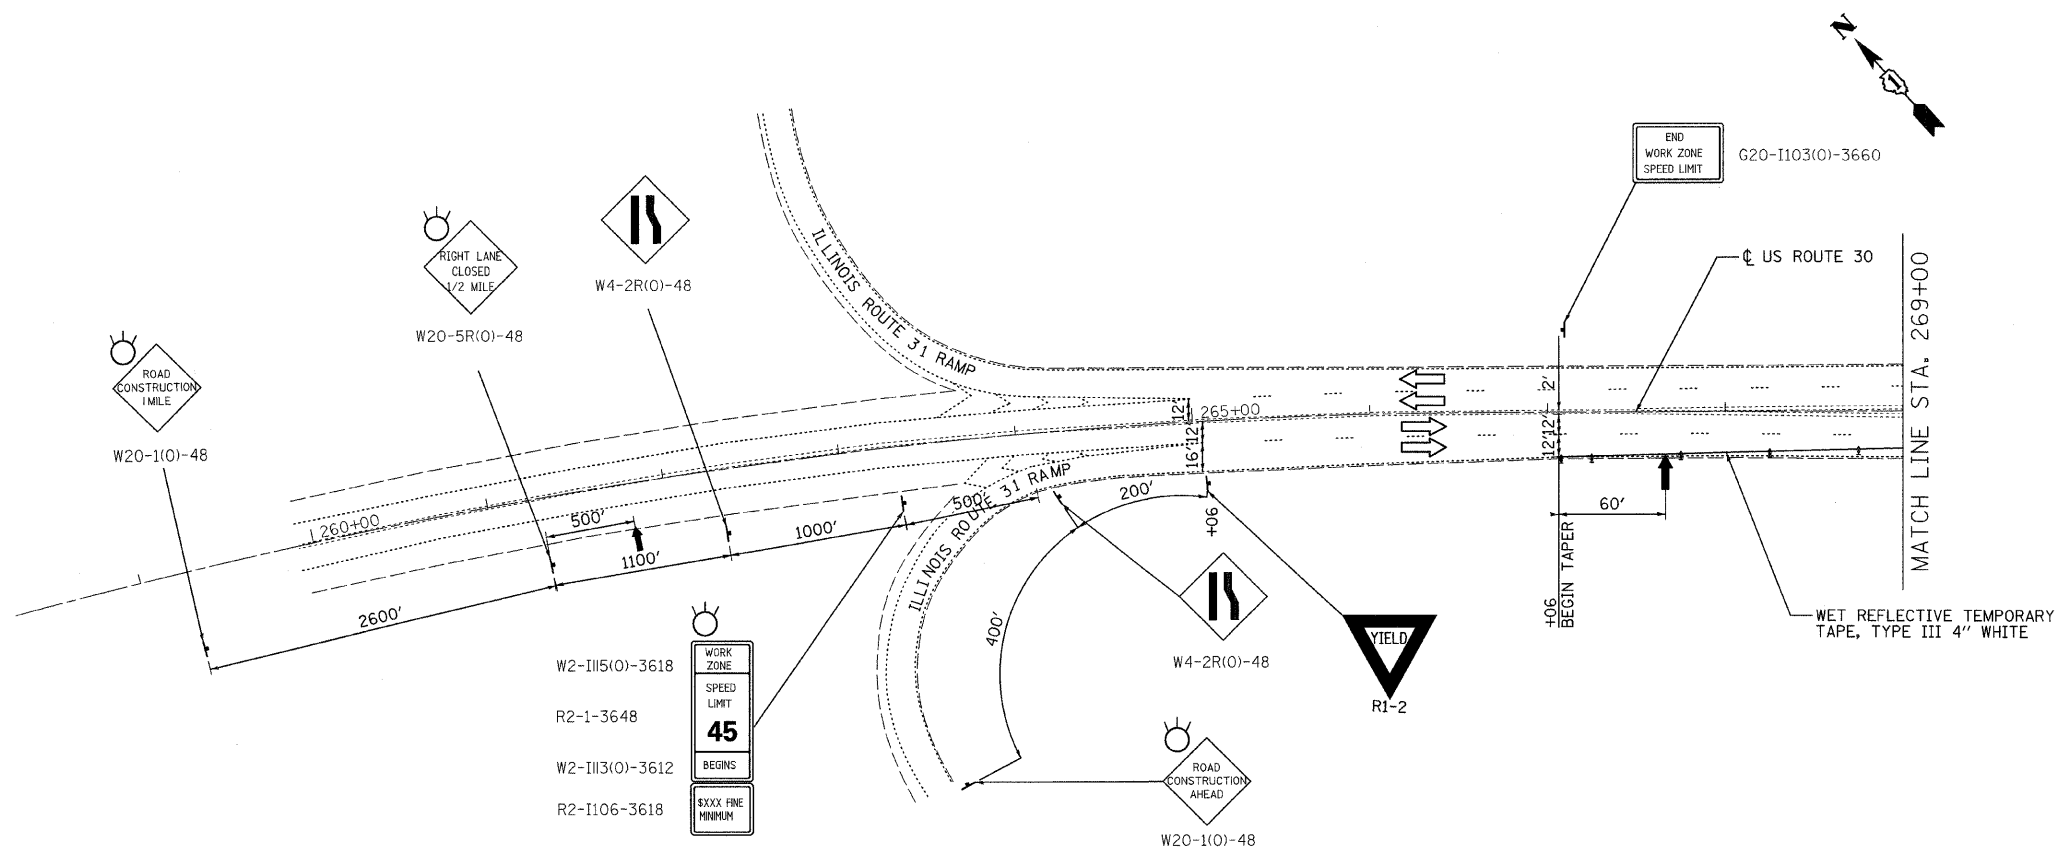 N
1
END
WORK ZONE
SPEED LIMIT
G20-I103(O)-3660
℄ US ROUTE 30
MATCH LINE STA. 269+00
RIGHT LANE
CLOSED
1/2 MILE
W20-5R(O)-48
W4-2R(O)-48
ROAD
CONSTRUCTION
1 MILE
W20-1(O)-48
ILLINOIS ROUTE 31 RAMP
260+00
265+00
12'
12'
16'
2'
12'
12'
500'
1100'
1000'
500'
200'
2600'
400'
60'
ILLINOIS ROUTE 31 RAMP
+06
+06
BEGIN TAPER
WET REFLECTIVE TEMPORARY
TAPE, TYPE III 4" WHITE
W4-2R(O)-48
YIELD
R1-2
W2-I115(O)-3618
WORK
ZONE
R2-1-3648
SPEED
LIMIT
45
W2-I113(O)-3612
BEGINS
R2-I106-3618
$XXX FINE
MINIMUM
ROAD
CONSTRUCTION
AHEAD
W20-1(O)-48